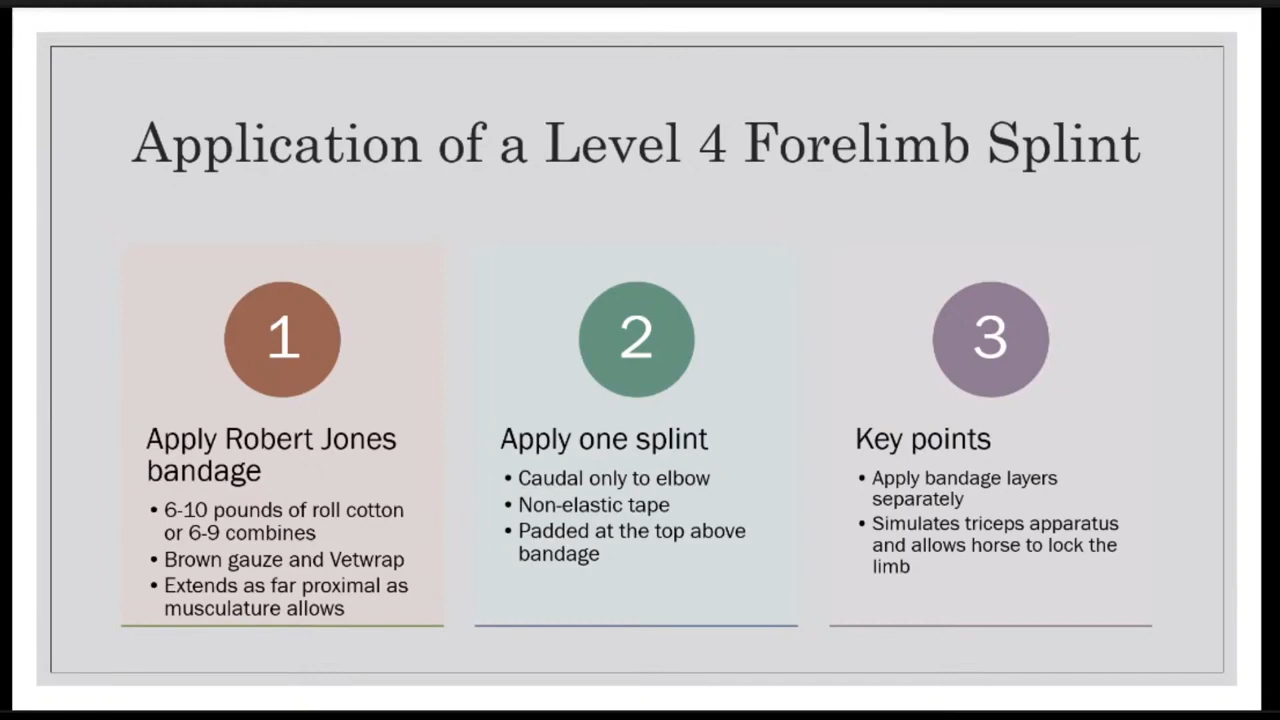 Application of a Level 4 Forelimb Splint
1
Apply Robert Jones
bandage
• 6-10 pounds of roll cotton
or 6-9 combines
• Brown gauze and Vetwrap
• Extends as far proximal as
musculature allows
2
Apply one splint
• Caudal only to elbow
• Non-elastic tape
• Padded at the top above
bandage
3
Key points
• Apply bandage layers
separately
• Simulates triceps apparatus
and allows horse to lock the
limb